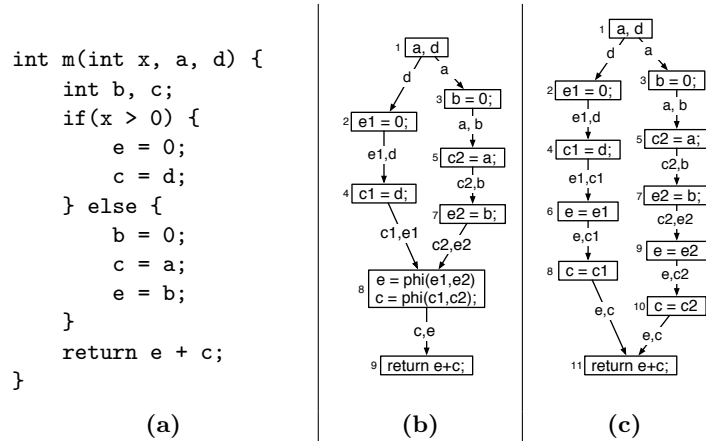 int m(int x, a, d) {
int b, c;
if(x > 0) {
e = 0;
c = d;
} else {
b = 0;
c = a;
e = b;
}
return e + c;
}
(a)
1 a, d
d a
3 b = 0;
2 e1 = 0;
a, b
e1,d
5 c2 = a;
c2,b
4 c1 = d;
7 e2 = b;
c1,e1 c2,e2
8 e = phi(e1,e2)
c = phi(c1,c2);
c,e
9 return e+c;
(b)
1 a, d
d a
3 b = 0;
2 e1 = 0;
a, b
e1,d
5 c2 = a;
4 c1 = d;
c2,b
e1,c1
7 e2 = b;
6 e = e1
c2,e2
e,c1
9 e = e2
8 c = c1
e,c2
10 c = c2
e,c e,c
11 return e+c;
(c)